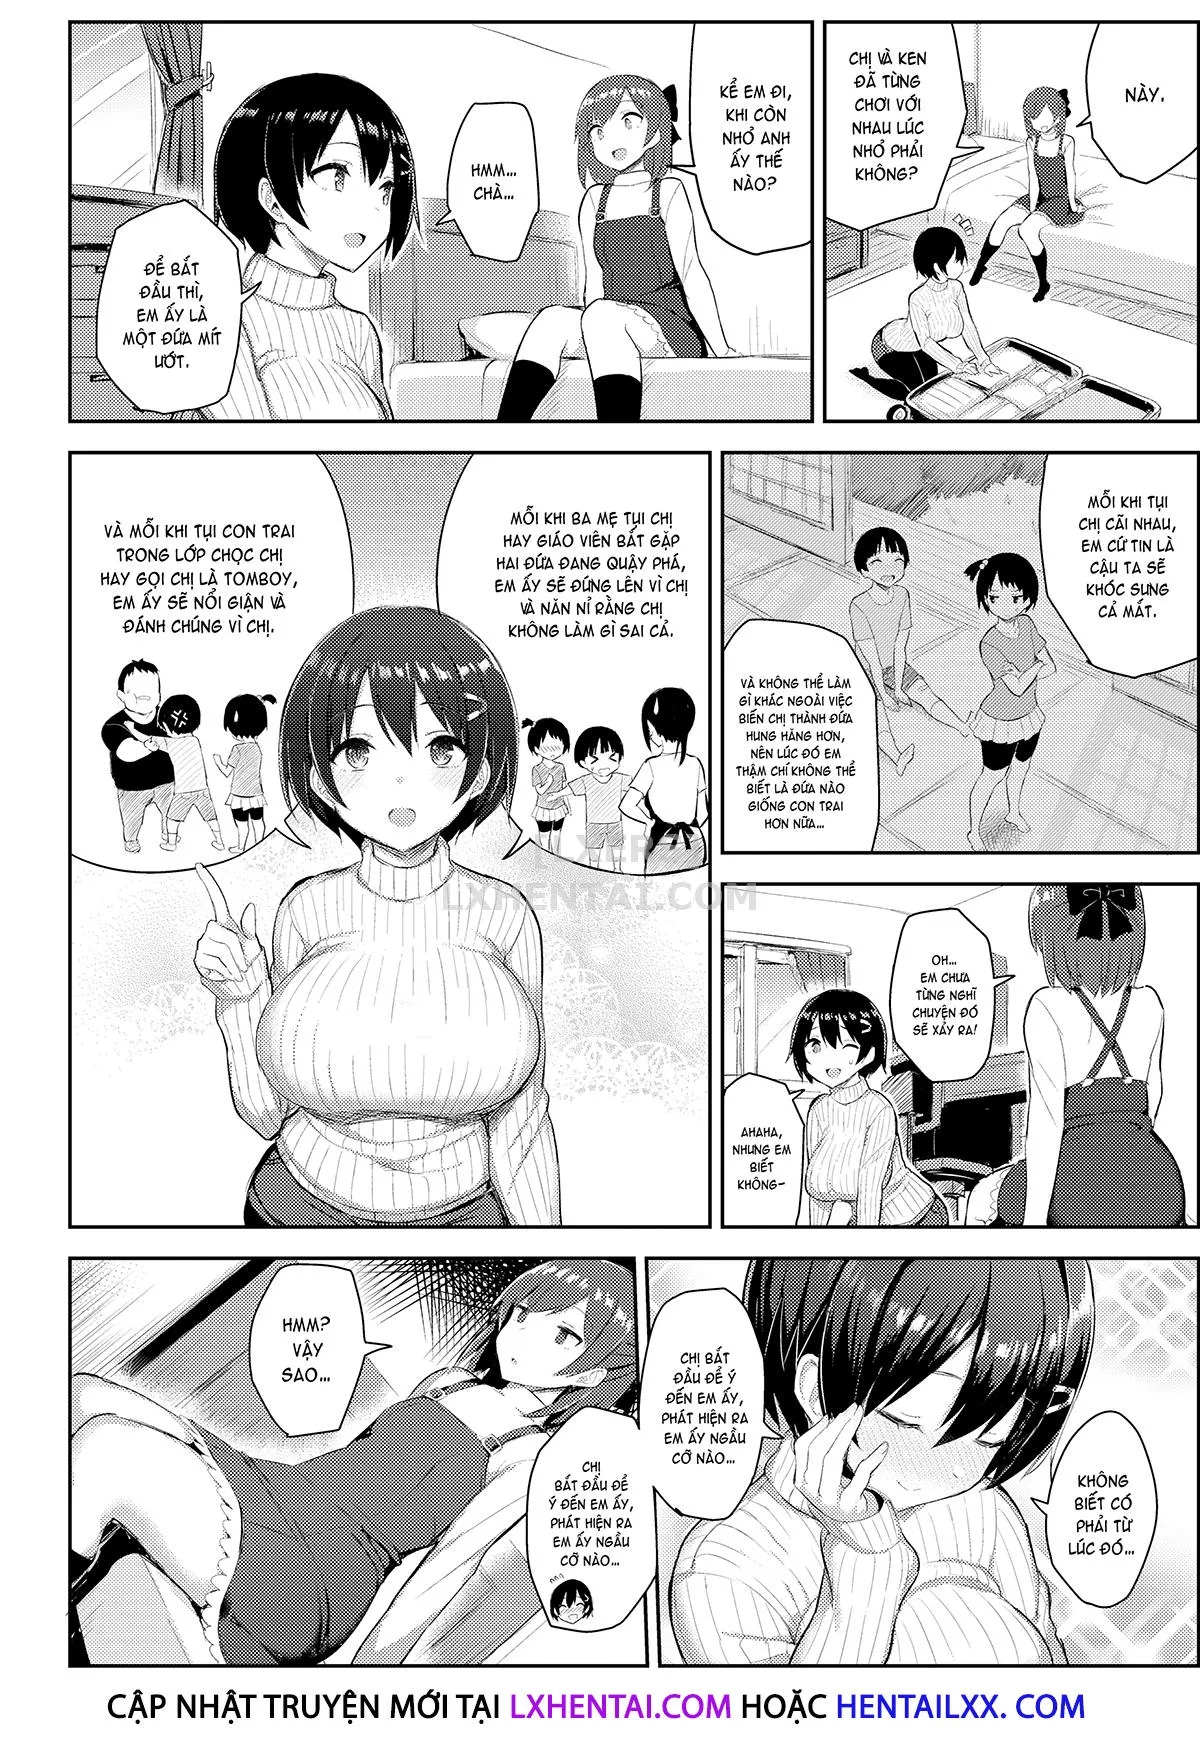 NÀY.
CHỊ VÀ KEN
ĐÃ TỪNG
CHƠI VỚI
NHAU LÚC
NHỎ PHẢI
KHÔNG?
KỂ EM ĐI,
KHI CÒN
NHỎ ANH
ẤY THẾ
NÀO?
HMM...
CHÀ...
ĐỂ BẮT
ĐẦU THÌ,
EM ẤY LÀ
MỘT ĐỨA MÍT
ƯỚT.
MỖI KHI TỤI
CHỊ CÃI NHAU,
EM CỨ TIN LÀ
CẬU TA SẼ
KHÓC SƯNG
CẢ MẮT.
VÀ KHÔNG THỂ LÀM
GÌ KHÁC NGOÀI VIỆC
BIẾN CHỊ THÀNH ĐỨA
HUNG HĂNG HƠN,
NÊN LÚC ĐÓ EM
THẬM CHÍ KHÔNG THỂ
BIẾT LÀ ĐỨA NÀO
GIỐNG CON TRAI
HƠN NỮA...
MỖI KHI BA MẸ TỤI CHỊ
HAY GIÁO VIÊN BẮT GẶP
HAI ĐỨA ĐANG QUẬY PHÁ,
EM ẤY SẼ ĐỨNG LÊN VÌ CHỊ
VÀ NĂN NỈ RẰNG CHỊ
KHÔNG LÀM GÌ SAI CẢ.
VÀ MỖI KHI TỤI CON TRAI
TRONG LỚP CHỌC CHỊ
HAY GỌI CHỊ LÀ TOMBOY,
EM ẤY SẼ NỔI GIẬN VÀ
ĐÁNH CHÚNG VÌ CHỊ.
OH...
EM CHƯA
TỪNG NGHĨ
CHUYỆN ĐÓ
SẼ XẢY RA!
AHAHA,
NHƯNG EM
BIẾT
KHÔNG~
LXHENTAI.COM
KHÔNG
BIẾT CÓ
PHẢI TỪ
LÚC ĐÓ...
CHỊ BẮT
ĐẦU ĐỂ Ý
ĐẾN EM ẤY,
PHÁT HIỆN RA
EM ẤY NGẦU
CỠ NÀO...
HMM?
VẬY
SAO...
CHỊ
BẮT ĐẦU ĐỂ
Ý ĐẾN EM ẤY,
PHÁT HIỆN RA
EM ẤY NGẦU
CỠ NÀO...
CẬP NHẬT TRUYỆN MỚI TẠI LXHENTAI.COM HOẶC HENTAILXX. COM